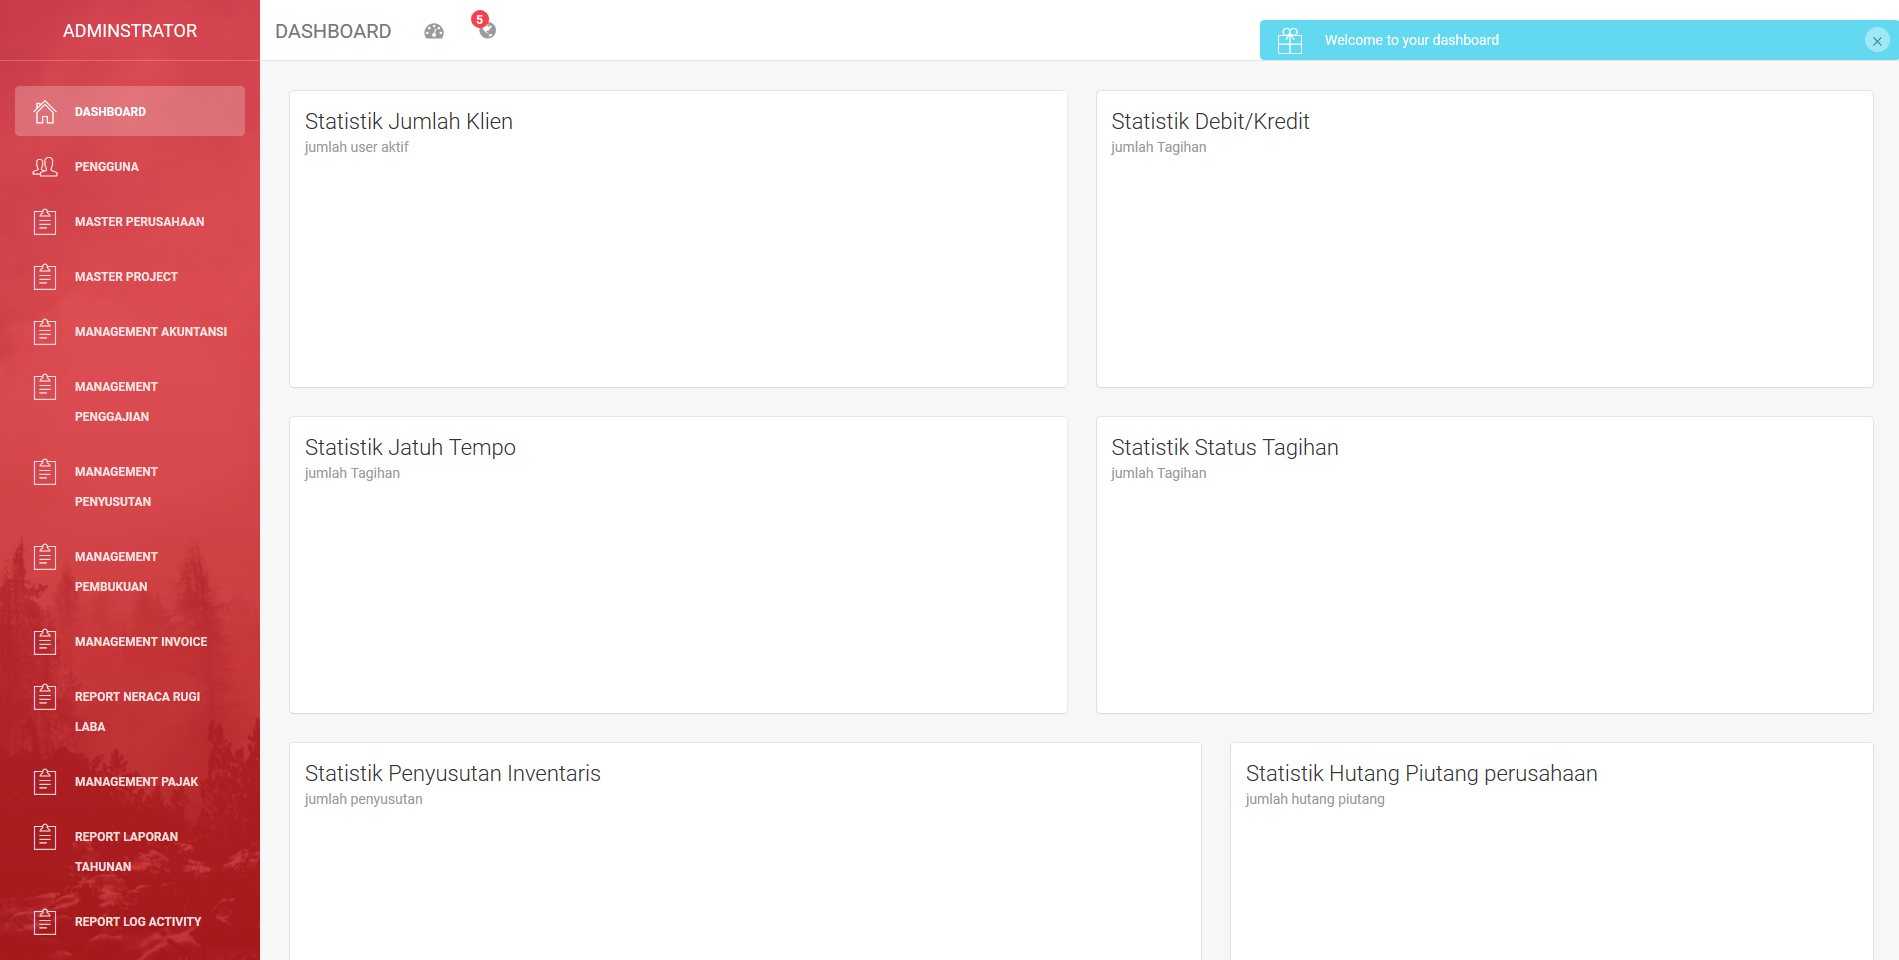 ADMINSTRATOR
DASHBOARD
5
Welcome to your dashboard
DASHBOARD
PENGGUNA
MASTER PERUSAHAAN
MASTER PROJECT
MANAGEMENT AKUNTANSI
MANAGEMENT
PENGGAJIAN
MANAGEMENT
PENYUSUTAN
MANAGEMENT
PEMBUKUAN
MANAGEMENT INVOICE
REPORT NERACA RUGI
LABA
MANAGEMENT PAJAK
REPORT LAPORAN
TAHUNAN
REPORT LOG ACTIVITY
Statistik Jumlah Klien
jumlah user aktif
Statistik Debit/Kredit
jumlah Tagihan
Statistik Jatuh Tempo
jumlah Tagihan
Statistik Status Tagihan
jumlah Tagihan
Statistik Penyusutan Inventaris
jumlah penyusutan
Statistik Hutang Piutang perusahaan
jumlah hutang piutang